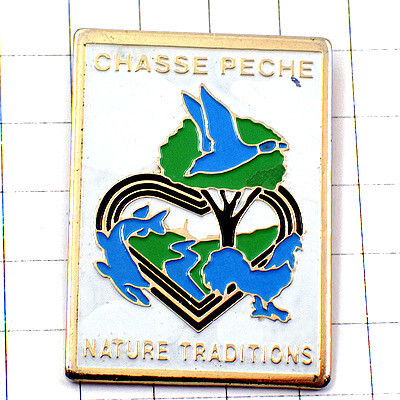 CHASSE PECHE
NATURE TRADITIONS